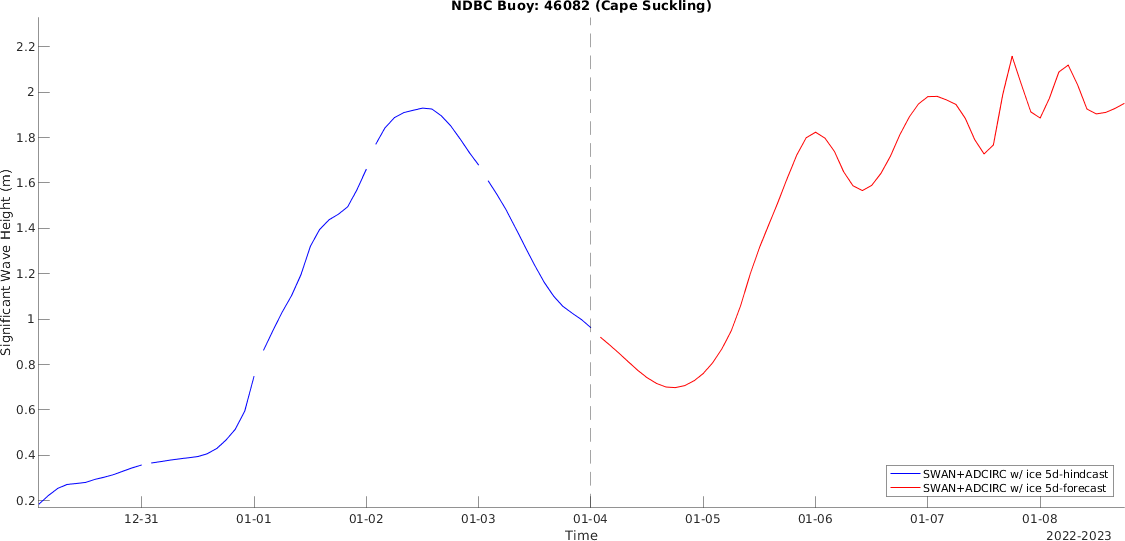 NDBC Buoy: 46082 (Cape Suckling)
Significant Wave Height (m)
2.2
2
1.8
1.6
1.4
1.2
1
0.8
0.6
0.4
0.2
SWAN+ADCIRC w/ ice 5d-hindcast
SWAN+ADCIRC w/ ice 5d-forecast
12-31 01-01 01-02 01-03 01-04 01-05 01-06 01-07 01-08
Time
2022-2023